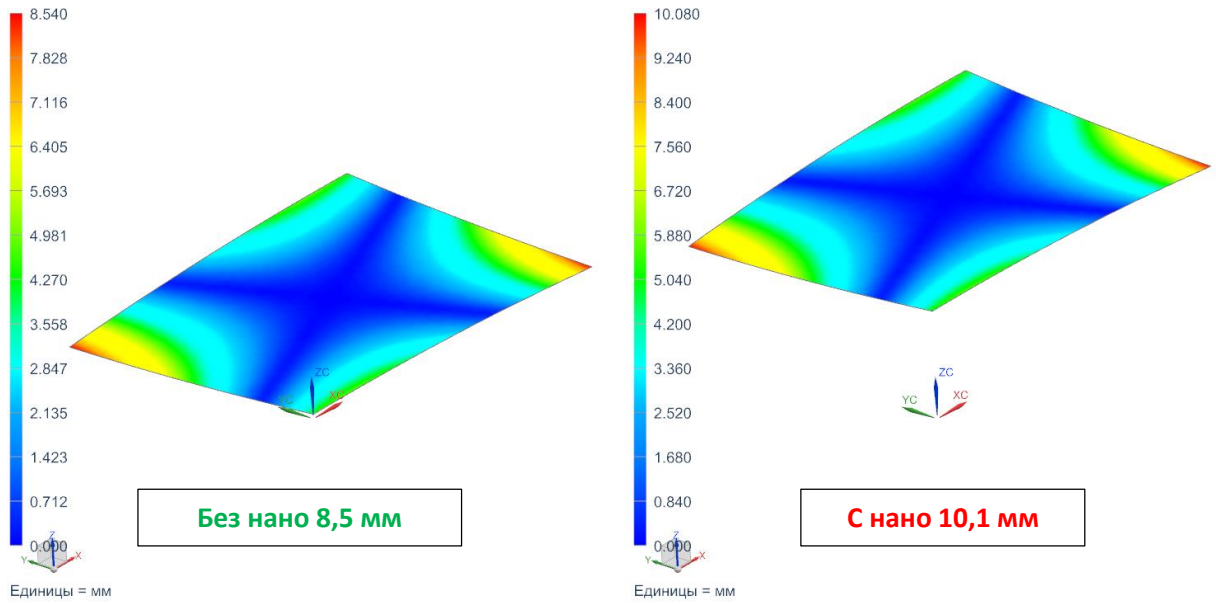 8.540
7.828
7.116
6.405
5.693
4.981
4.270
3.558
2.847
2.135
1.423
0.712
0.000
ZC
YC
XC
Z
Y
X
Без нано 8,5 мм
Единицы = мм
10.080
9.240
8.400
7.560
6.720
5.880
5.040
4.200
3.360
2.520
1.680
0.840
0.000
ZC
YC
XC
Z
Y
X
С нано 10,1 мм
Единицы = мм